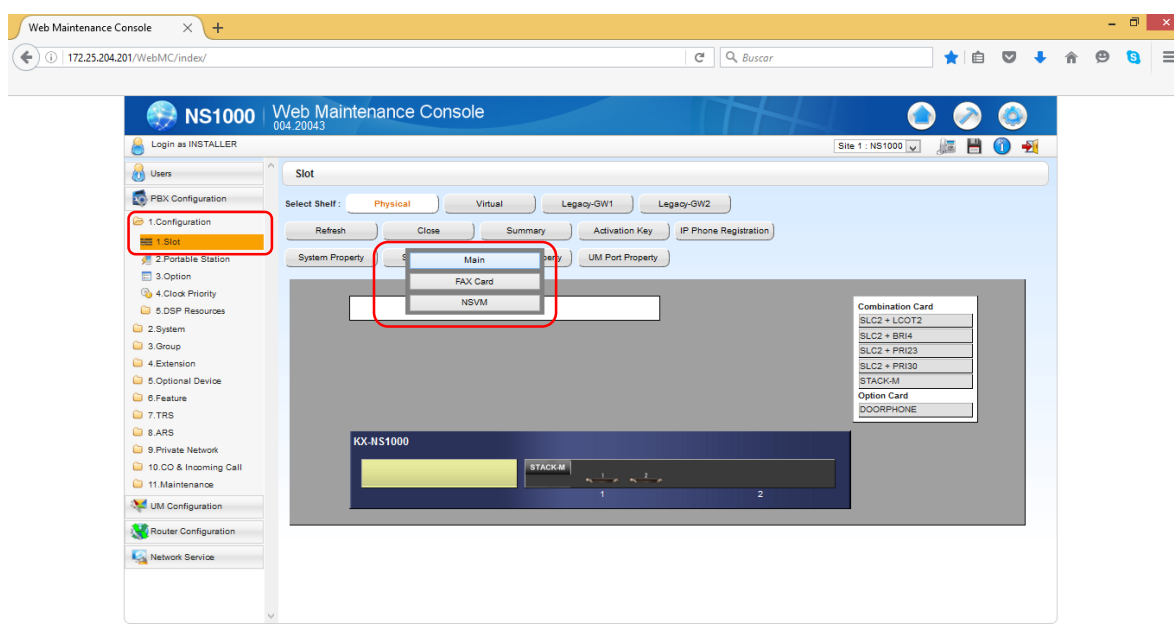 Web Maintenance Console
172.25.204.201/WebMC/index/
Buscar
NS1000
Web Maintenance Console
004.20043
Login as INSTALLER
Site 1 : NS1000
Users
PBX Configuration
1.Configuration
1.Slot
2.Portable Station
3.Option
4.Clock Priority
5.DSP Resources
2.System
3.Group
4.Extension
5.Optional Device
6.Feature
7.TRS
8.ARS
9.Private Network
10.CO & Incoming Call
11.Maintenance
UM Configuration
Router Configuration
Network Service
Slot
Select Shelf : Physical Virtual Legacy-GW1 Legacy-GW2
Refresh Close Summary Activation Key IP Phone Registration
System Property S perty UM Port Property
Main
FAX Card
NSVM
Combination Card
SLC2 + LCOT2
SLC2 + BRI4
SLC2 + PRI23
SLC2 + PRI30
STACK-M
Option Card
DOORPHONE
KX-NS1000
STACK-M
1 2
1 2